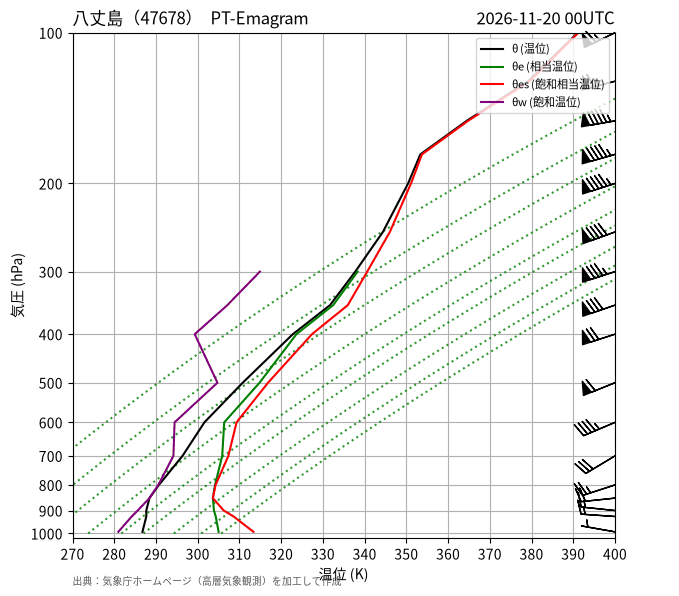 八丈島（47678） PT-Emagram
2026-11-20 00UTC
θ (温位)
θe (相当温位)
θes (飽和相当温位)
θw (飽和温位)
気圧 (hPa)
100
200
300
400
500
600
700
800
900
1000
270 280 290 300 310 320 330 340 350 360 370 380 390 400
温位 (K)
出典：気象庁ホームページ（高層気象観測）を加工して作成